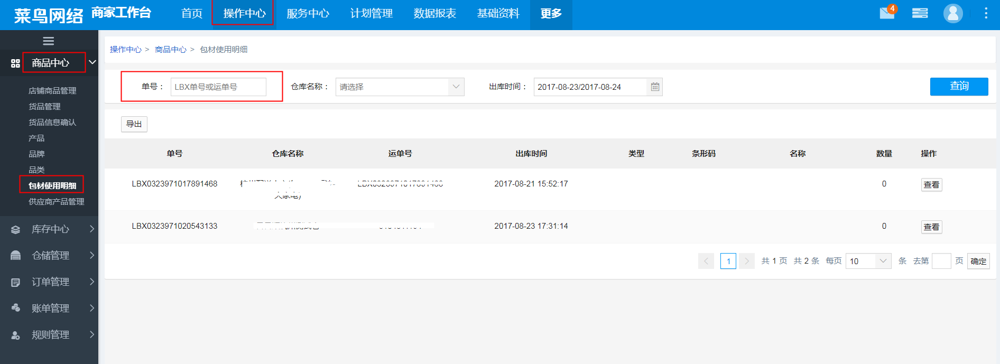 菜鸟网络 商家工作台 首页 操作中心 服务中心 计划管理 数据报表 基础资料 更多 4
商品中心
店铺商品管理
货品管理
货品信息确认
产品
品牌
品类
包材使用明细
供应商产品管理
库存中心
仓储管理
订单管理
账单管理
规则管理
操作中心 > 商品中心 > 包材使用明细
单号： LBX单号或运单号 仓库名称： 请选择 出库时间： 2017-08-23/2017-08-24 查询
导出
单号 仓库名称 运单号 出库时间 类型 条形码 名称 数量 操作
LBX0323971017891468 2017-08-21 15:52:17 0 查看
LBX0323971020543133 2017-08-23 17:31:14 0 查看
1 共 1 页 共 2 条 每页 10 条 去第 页 确定